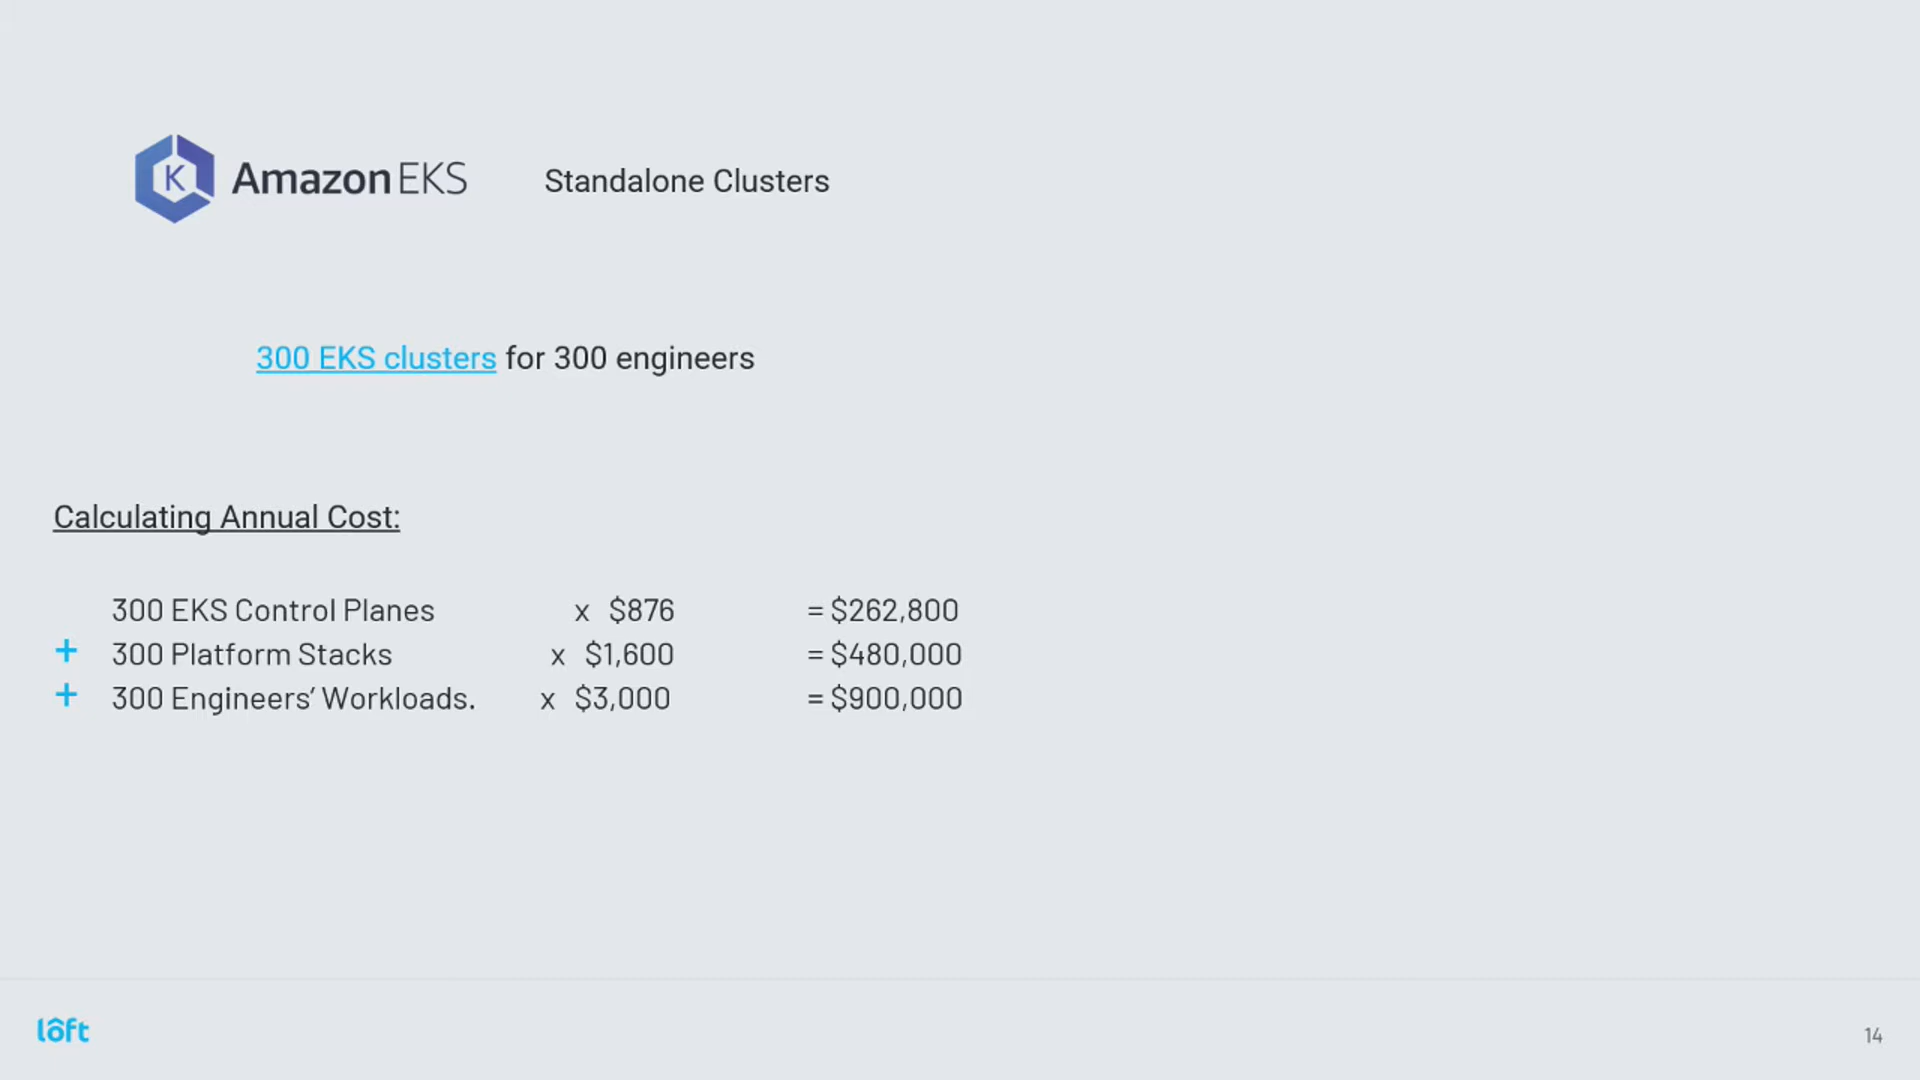 K Amazon EKS Standalone Clusters
300 EKS clusters for 300 engineers
Calculating Annual Cost:
300 EKS Control Planes x $876 = $262,800
+ 300 Platform Stacks x $1,600 = $480,000
+ 300 Engineers’ Workloads. x $3,000 = $900,000
lôft
14